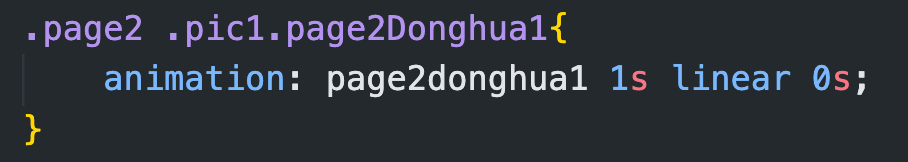 .page2 .pic1.page2Donghua1{
    animation: page2donghua1 1s linear 0s;
}